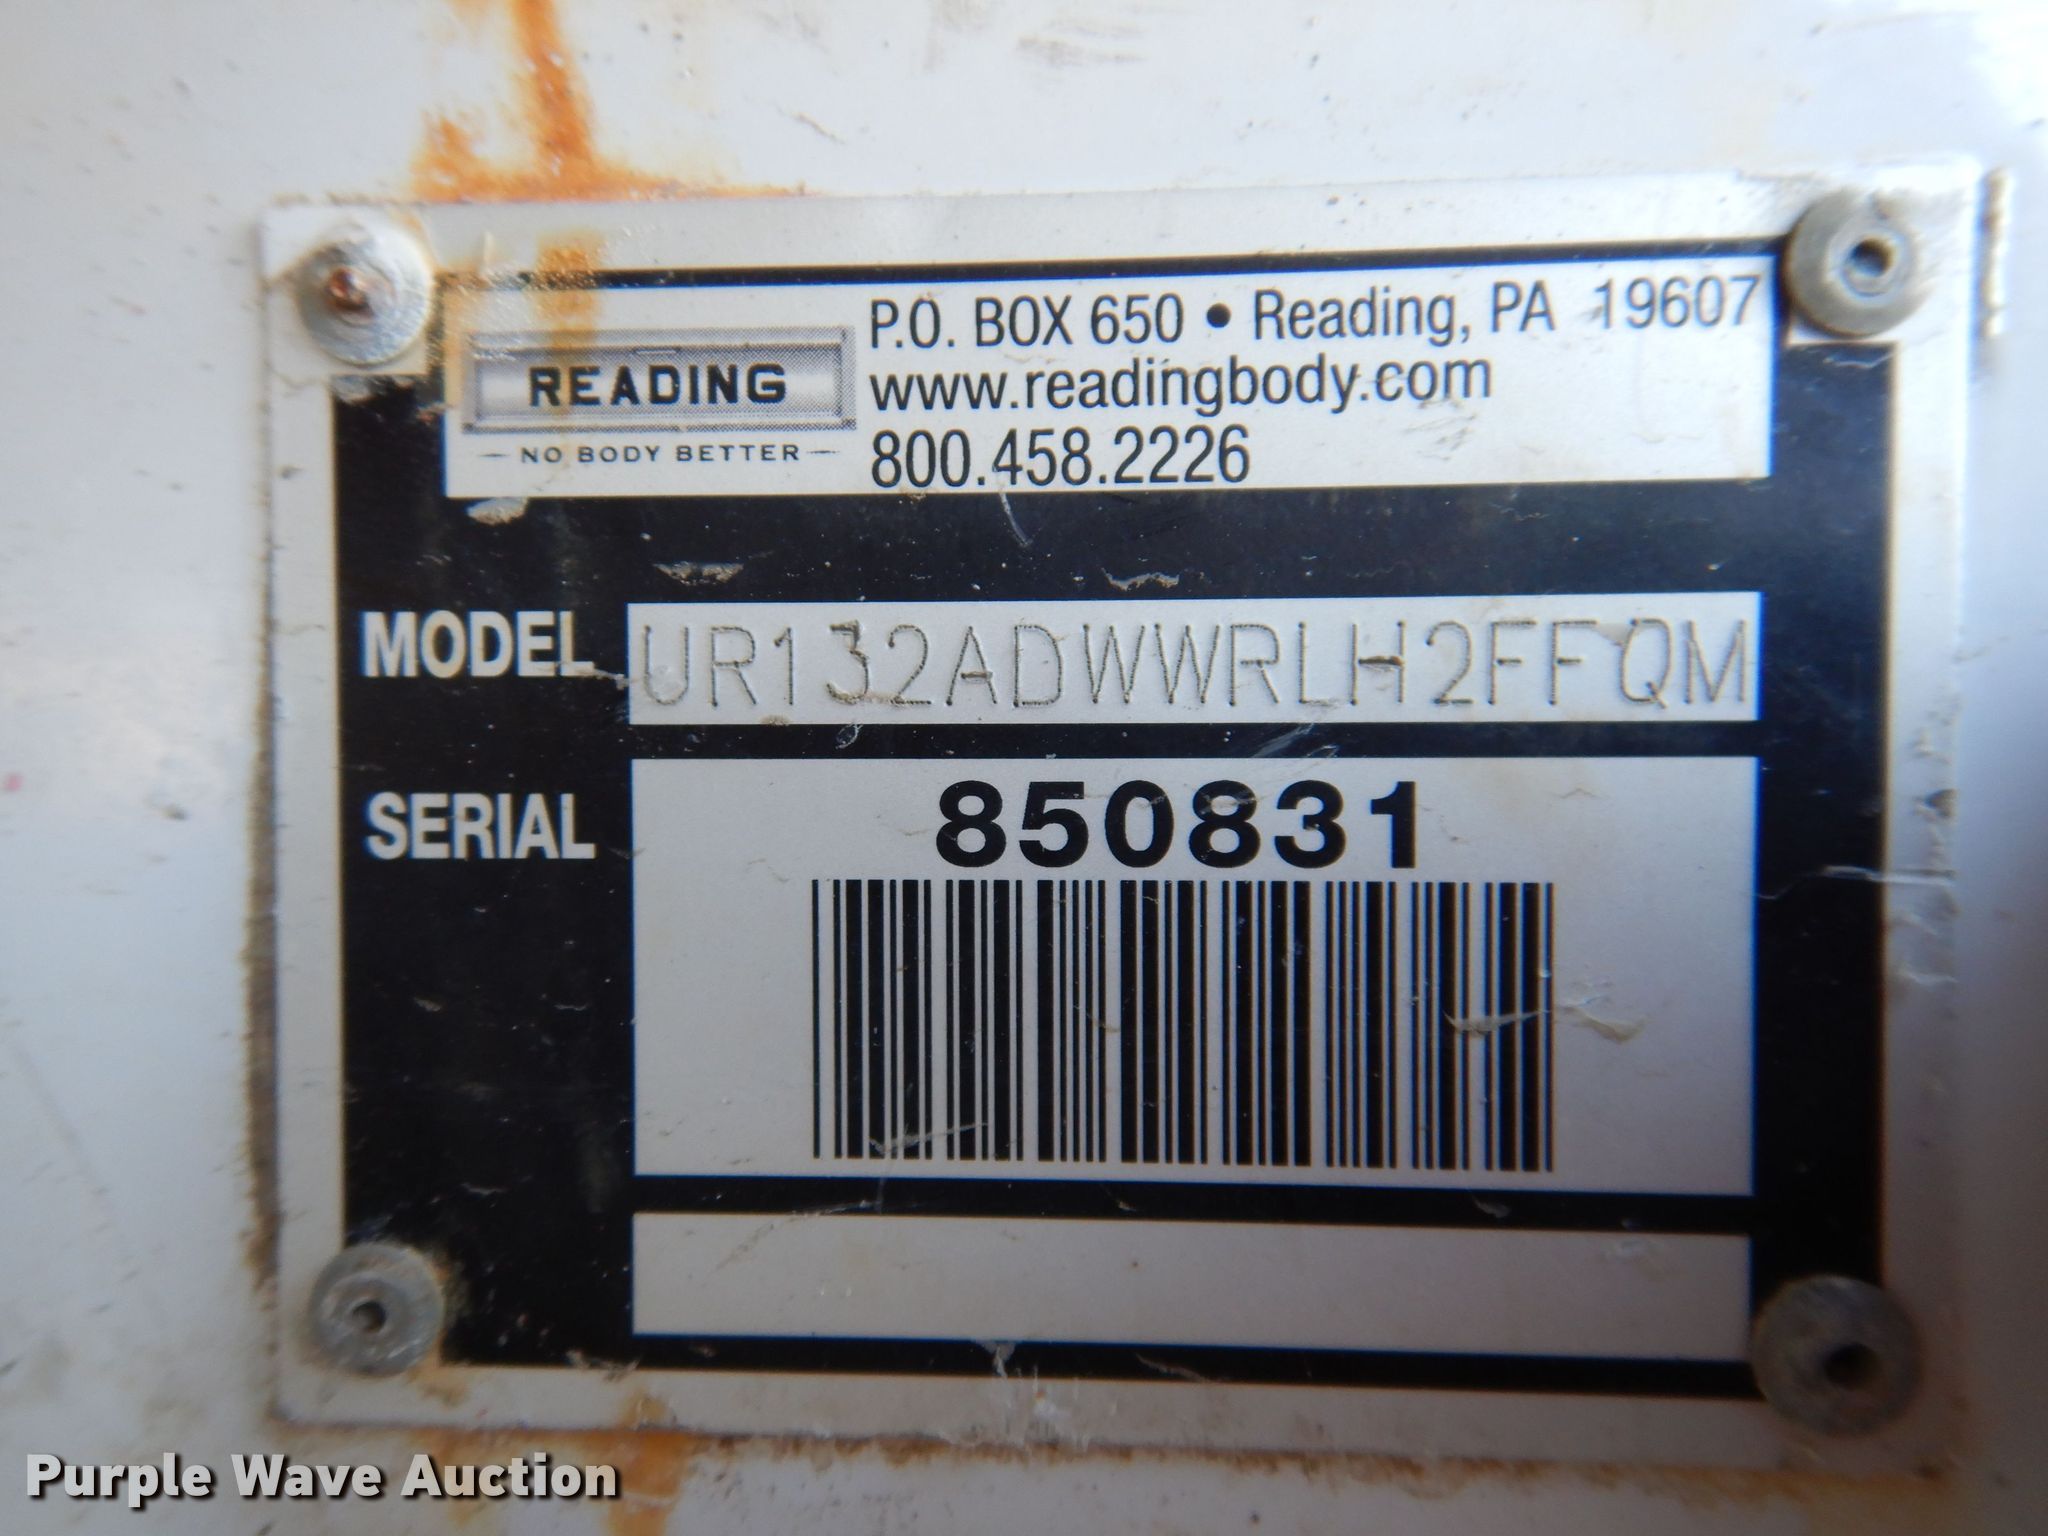 READING
NO BODY BETTER
P.O. BOX 650 • Reading, PA 19607
www.readingbody.com
800.458.2226
MODEL UR132ADWWRLH2FFQM
SERIAL 850831
Purple Wave Auction